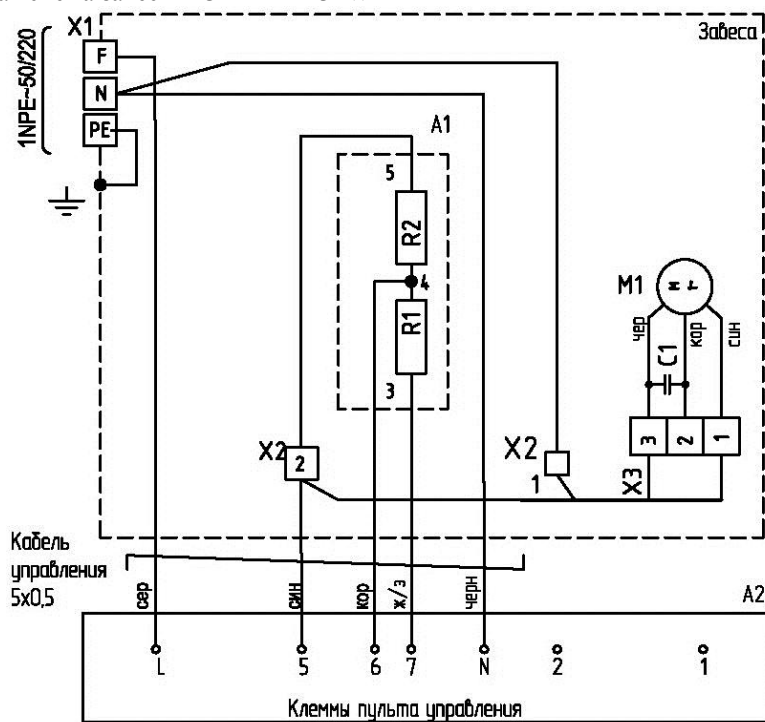 Завеса
X1
F
N
PE
1NPE~50/220
A1
5
R2
4
R1
3
M1
чер
C1
кор
син
X2
2
X2
1
3
2
1
X3
Кабель
управления
5x0,5
сер
син
кор
ж/з
черн
A2
L
5
6
7
N
2
1
Клеммы пульта управления